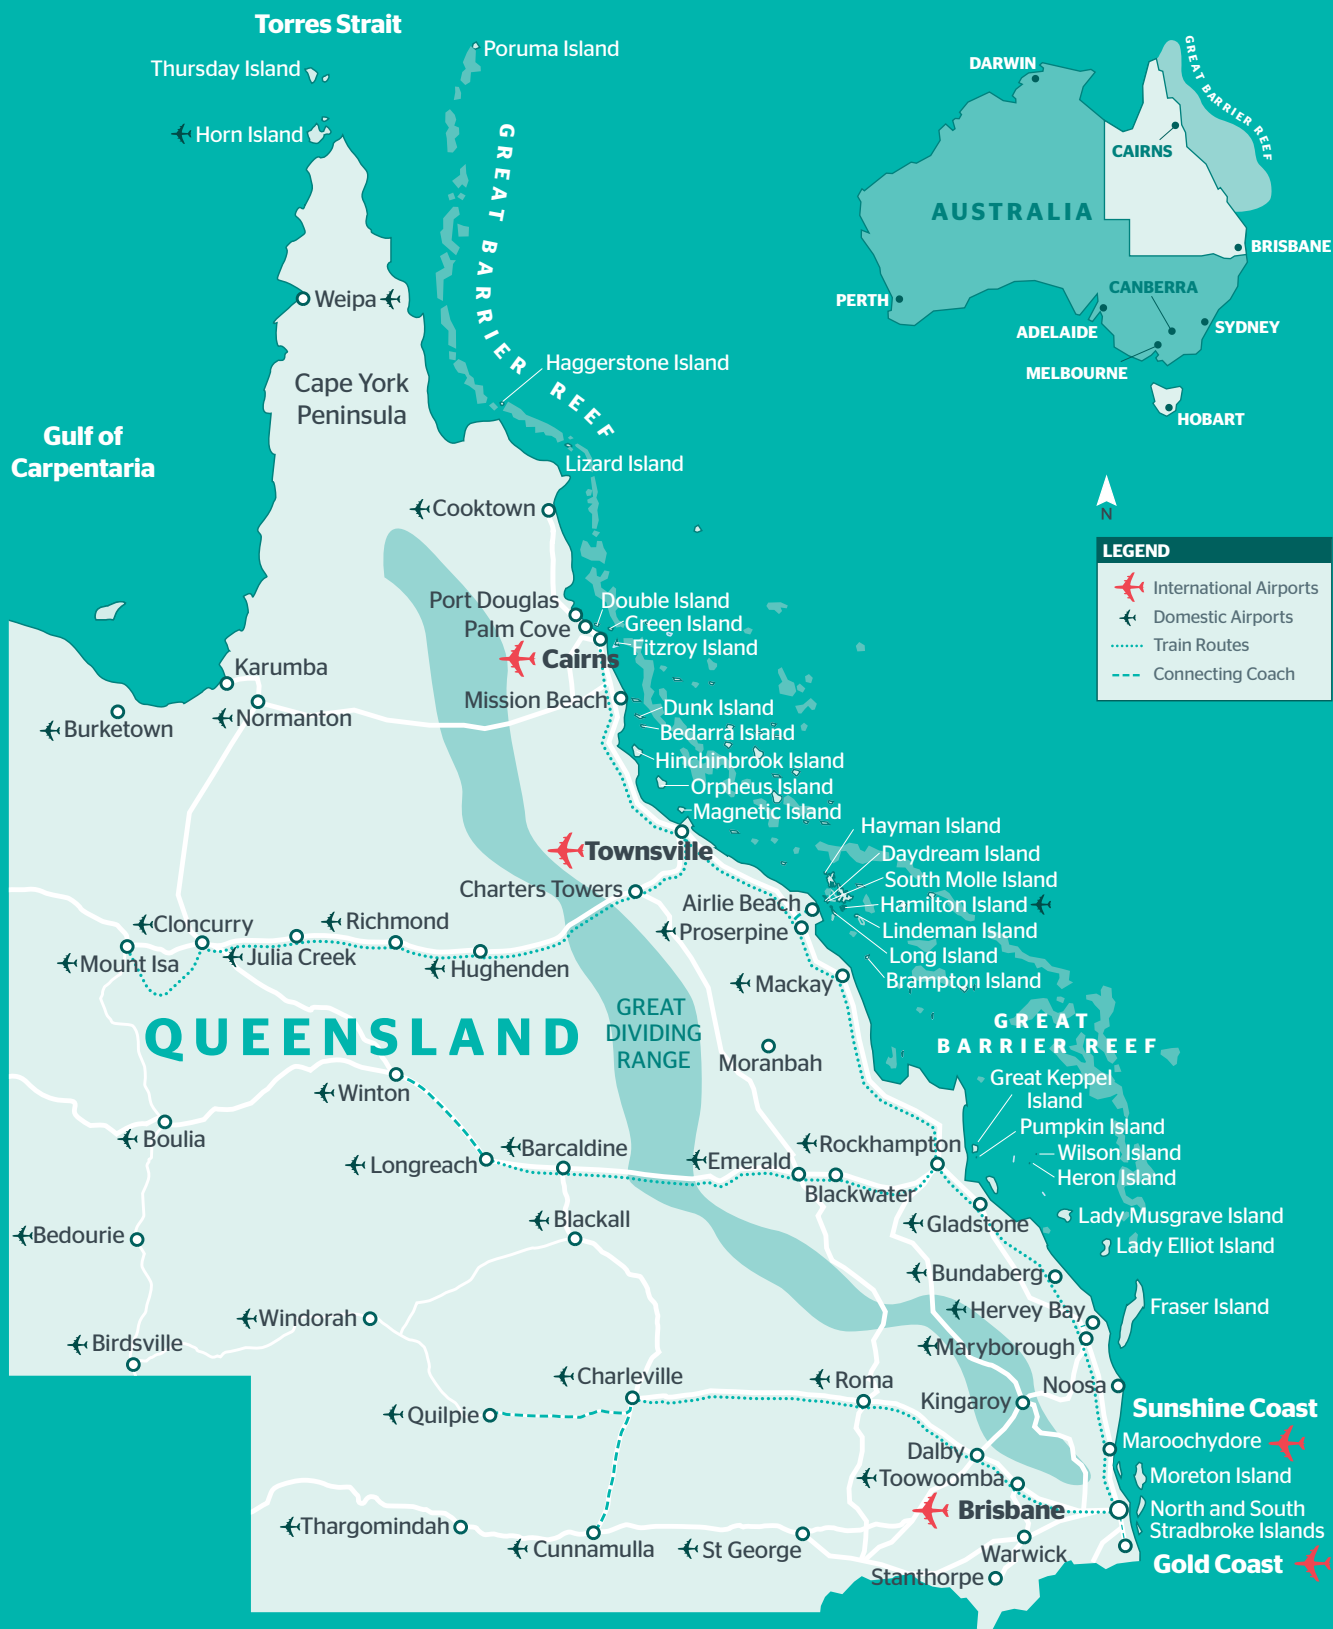 Torres Strait
Poruma Island
Thursday Island
Horn Island
GREAT BARRIER REEF
Weipa
Haggerstone Island
Cape York
Peninsula
Gulf of
Carpentaria
Lizard Island
Cooktown
DARWIN
GREAT BARRIER REEF
CAIRNS
AUSTRALIA
BRISBANE
CANBERRA
PERTH
ADELAIDE
SYDNEY
MELBOURNE
HOBART
N
LEGEND
International Airports
Domestic Airports
Train Routes
Connecting Coach
Port Douglas
Double Island
Palm Cove
Green Island
Fitzroy Island
Cairns
Karumba
Mission Beach
Dunk Island
Normanton
Burketown
Bedarra Island
Hinchinbrook Island
Orpheus Island
Magnetic Island
Hayman Island
Townsville
Daydream Island
South Molle Island
Charters Towers
Airlie Beach
Hamilton Island
Cloncurry
Richmond
Proserpine
Lindeman Island
Mount Isa
Julia Creek
Hughenden
Long Island
Mackay
Brampton Island
QUEENSLAND
GREAT
DIVIDING
RANGE
GREAT
BARRIER REEF
Moranbah
Great Keppel
Island
Winton
Pumpkin Island
Boulia
Barcaldine
Rockhampton
Wilson Island
Longreach
Emerald
Heron Island
Blackwater
Blackall
Gladstone
Lady Musgrave Island
Bedourie
Lady Elliot Island
Bundaberg
Windorah
Hervey Bay
Fraser Island
Birdsville
Maryborough
Charleville
Roma
Noosa
Kingaroy
Sunshine Coast
Quilpie
Maroochydore
Dalby
Moreton Island
Toowoomba
Brisbane
North and South
Stradbroke Islands
Thargomindah
Cunnamulla
St George
Warwick
Gold Coast
Stanthorpe